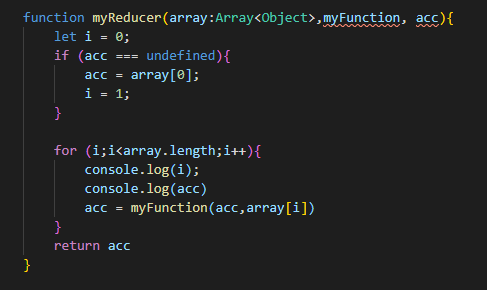 function myReducer(array:Array<Object>,myFunction, acc){
    let i = 0;
    if (acc === undefined){
        acc = array[0];
        i = 1;
    }

    for (i;i<array.length;i++){
        console.log(i);
        console.log(acc)
        acc = myFunction(acc,array[i])
    }
    return acc
}